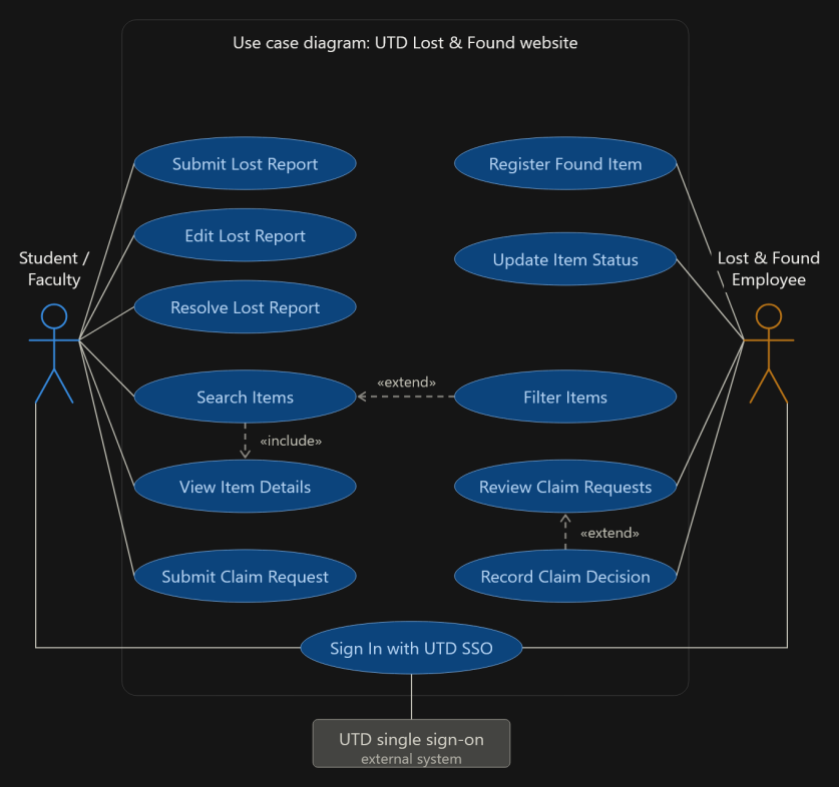 Use case diagram: UTD Lost & Found website
Submit Lost Report
Register Found Item
Edit Lost Report
Student /
Faculty
Update Item Status
Lost & Found
Employee
Resolve Lost Report
Search Items
«extend»
Filter Items
«include»
View Item Details
Review Claim Requests
«extend»
Submit Claim Request
Record Claim Decision
Sign In with UTD SSO
UTD single sign-on
external system